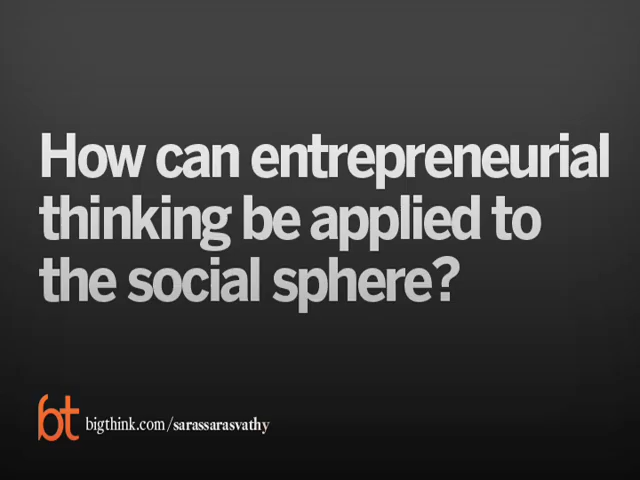 How can entrepreneurial
thinking be applied to
the social sphere?
bt bigthink.com/sarassarasvathy